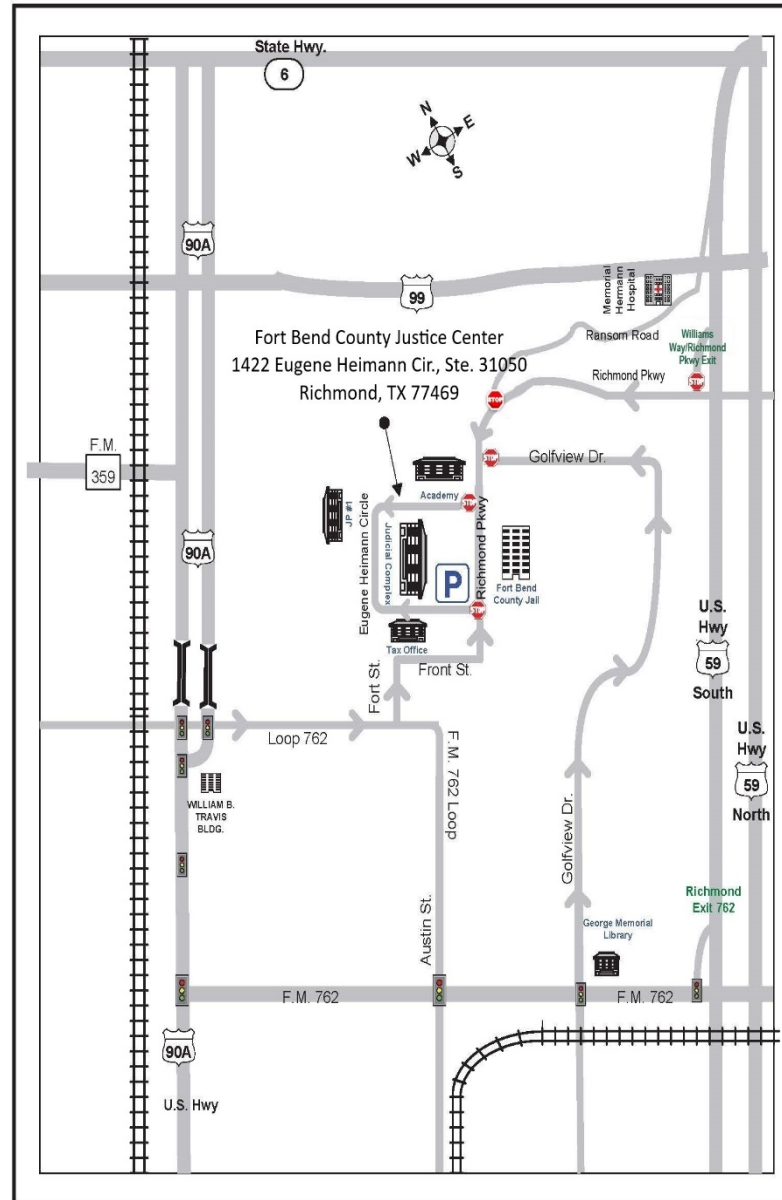 State Hwy.
6
N
E
W
S
90A
99
Memorial
Hermann
Hospital
Ransom Road
Williams
Way/Richmond
Pkwy Exit
STOP
Richmond Pkwy
STOP
Fort Bend County Justice Center
1422 Eugene Heimann Cir., Ste. 31050
Richmond, TX 77469
F.M.
359
STOP
Golfview Dr.
Academy
STOP
JP #1
Eugene Heimann Circle
Judicial Complex
P
Richmond Pkwy
Fort Bend
County Jail
90A
STOP
Tax Office
Fort St.
Front St.
U.S.
Hwy
59
South
Loop 762
F.M. 762 Loop
U.S.
Hwy
59
North
WILLIAM B.
TRAVIS
BLDG.
Golfview Dr.
Austin St.
Richmond
Exit 762
George Memorial
Library
F.M. 762
F.M. 762
90A
U.S. Hwy